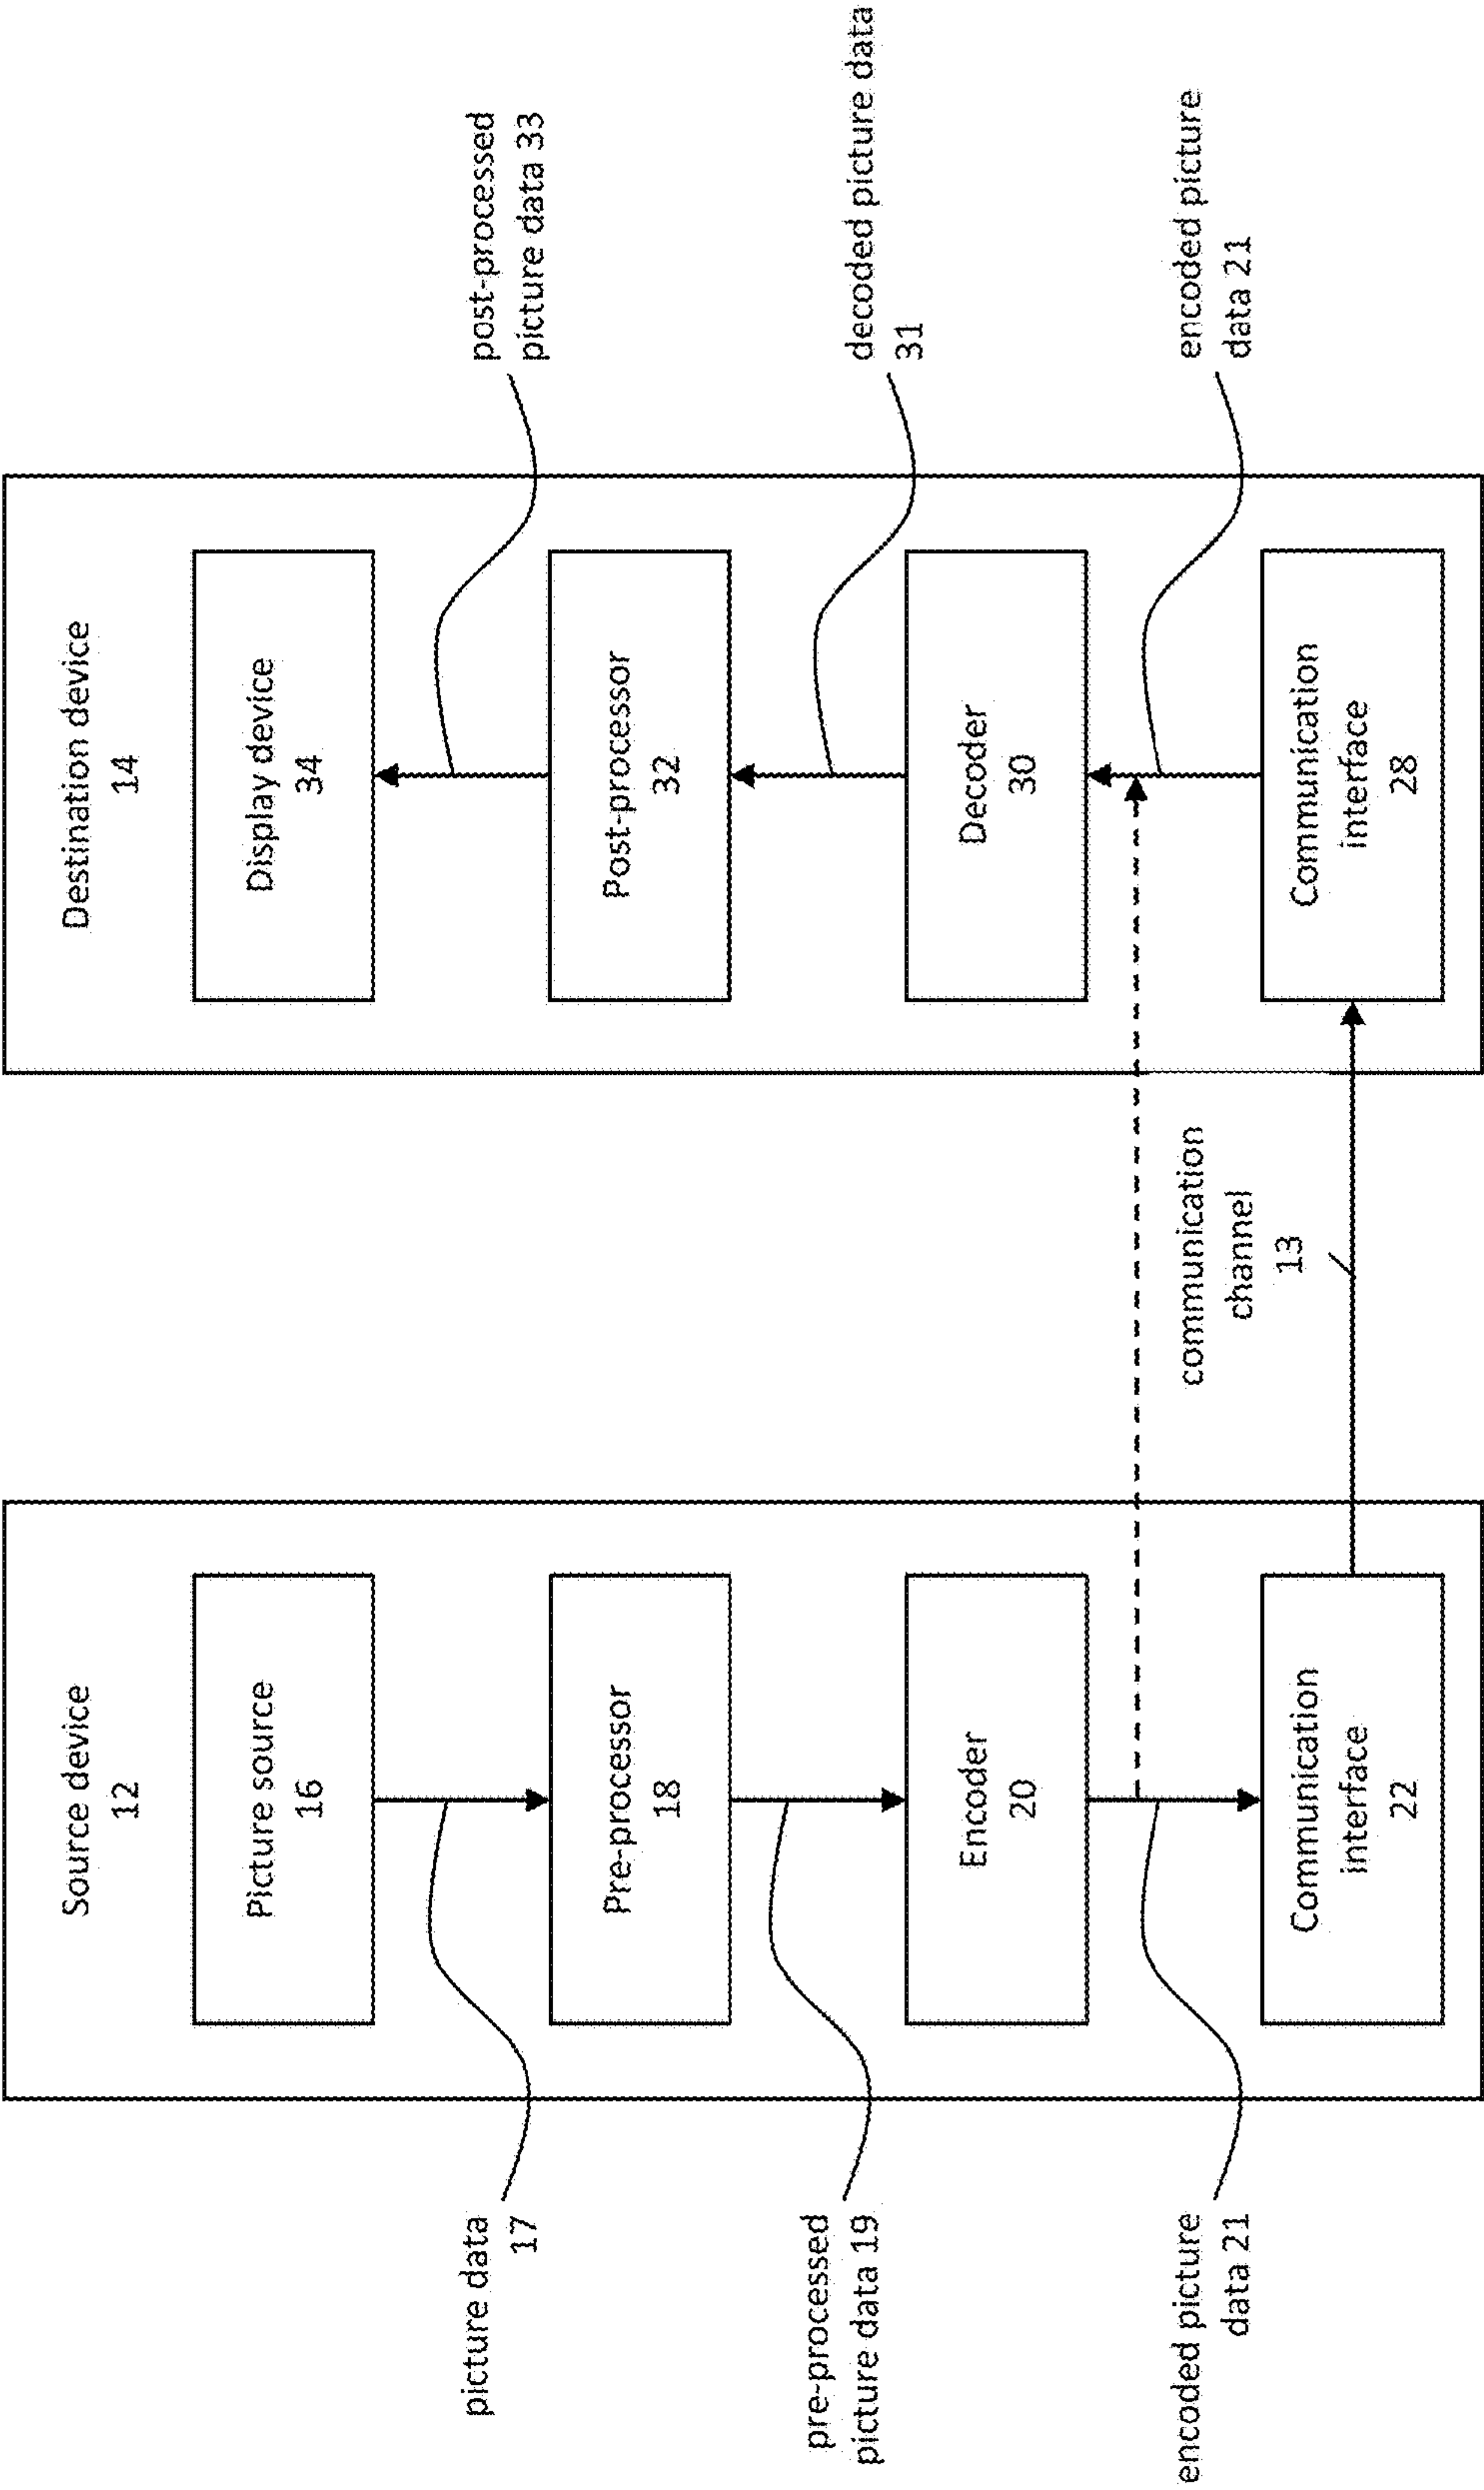 Source device
12
Picture source
16
picture data
17
Pre-processor
18
pre-processed
picture data 19
Encoder
20
encoded picture
data 21
Communication
interface
22
communication
channel
13
Destination device
14
Display device
34
post-processed
picture data 33
Post-processor
32
decoded picture data
31
Decoder
30
encoded picture
data 21
Communication
interface
28